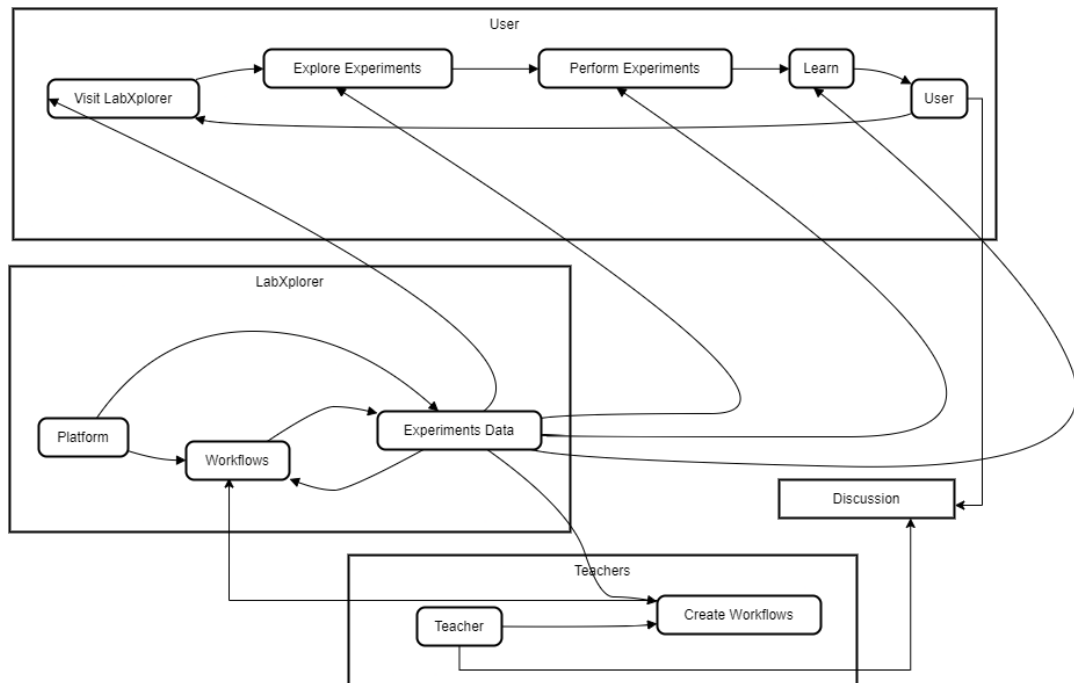 User
Explore Experiments
Perform Experiments
Learn
Visit LabXplorer
User
LabXplorer
Experiments Data
Platform
Workflows
Discussion
Teachers
Create Workflows
Teacher